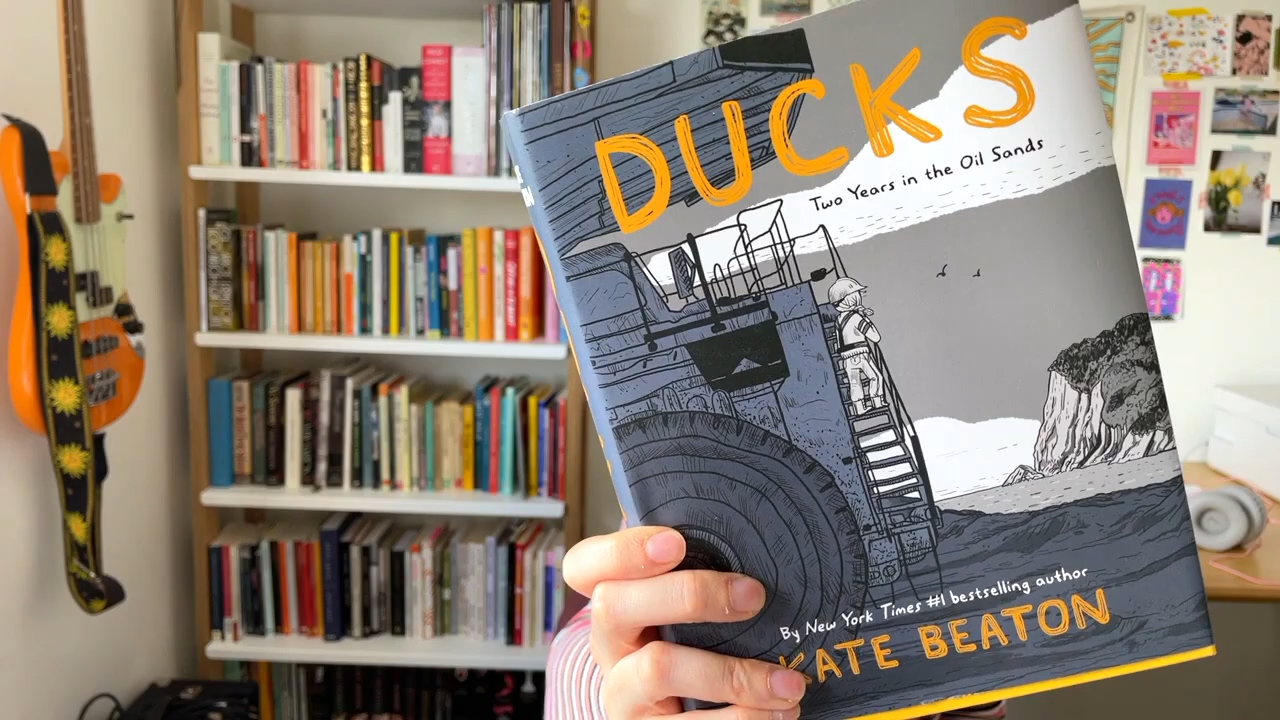 DUCKS
Two Years in the Oil Sands
By New York Times #1 bestselling author
KATE BEATON